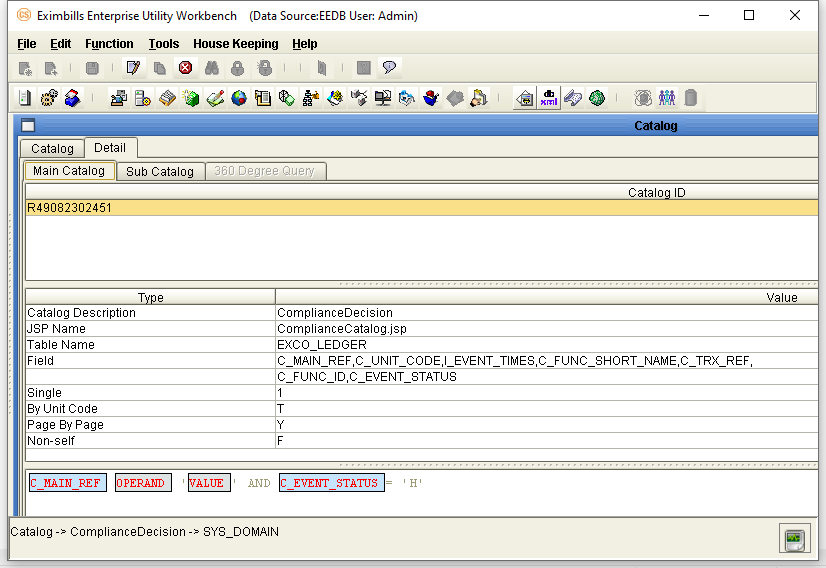 CS Eximbills Enterprise Utility Workbench (Data Source:EEDB User: Admin)
File Edit Function Tools House Keeping Help
xml
Catalog
Catalog Detail
Main Catalog Sub Catalog 360 Degree Query
Catalog ID
R49082302451
Type Value
Catalog Description ComplianceDecision
JSP Name ComplianceCatalog.jsp
Table Name EXCO_LEDGER
Field C_MAIN_REF,C_UNIT_CODE,I_EVENT_TIMES,C_FUNC_SHORT_NAME,C_TRX_REF,
C_FUNC_ID,C_EVENT_STATUS
Single 1
By Unit Code T
Page By Page Y
Non-self F
C_MAIN_REF OPERAND 'VALUE' AND C_EVENT_STATUS = 'H'
Catalog -> ComplianceDecision -> SYS_DOMAIN